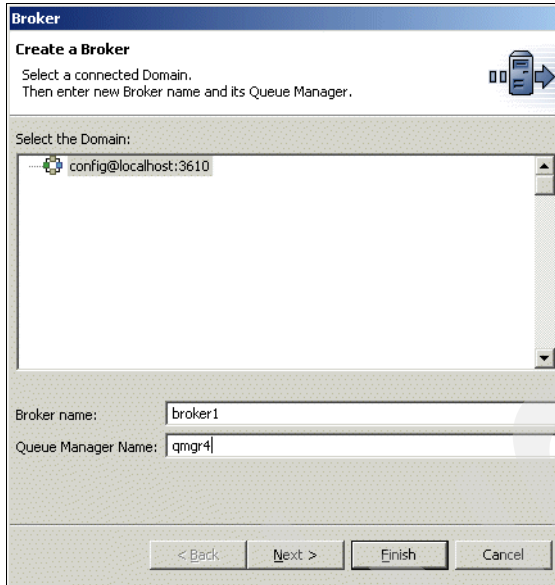 Broker
Create a Broker
Select a connected Domain.
Then enter new Broker name and its Queue Manager.
Select the Domain:
config@localhost:3610
Broker name: broker1
Queue Manager Name: qmgr4
< Back Next > Finish Cancel